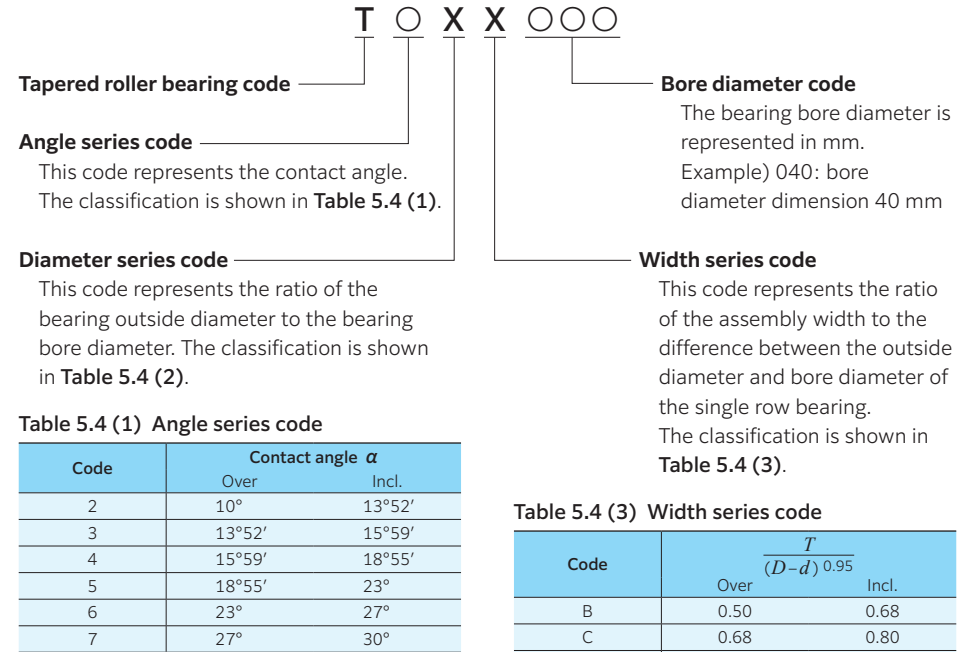 T ○ X X ○○○
Tapered roller bearing code
Angle series code
This code represents the contact angle.
The classification is shown in Table 5.4 (1).
Diameter series code
This code represents the ratio of the
bearing outside diameter to the bearing
bore diameter. The classification is shown
in Table 5.4 (2).
Bore diameter code
The bearing bore diameter is
represented in mm.
Example) 040: bore
diameter dimension 40 mm
Width series code
This code represents the ratio
of the assembly width to the
difference between the outside
diameter and bore diameter of
the single row bearing.
The classification is shown in
Table 5.4 (3).
Table 5.4 (1) Angle series code
Code Contact angle α
Over Incl.
2 10° 13°52′
3 13°52′ 15°59′
4 15°59′ 18°55′
5 18°55′ 23°
6 23° 27°
7 27° 30°
Table 5.4 (3) Width series code
Code T
(D−d) 0.95
Over Incl.
B 0.50 0.68
C 0.68 0.80